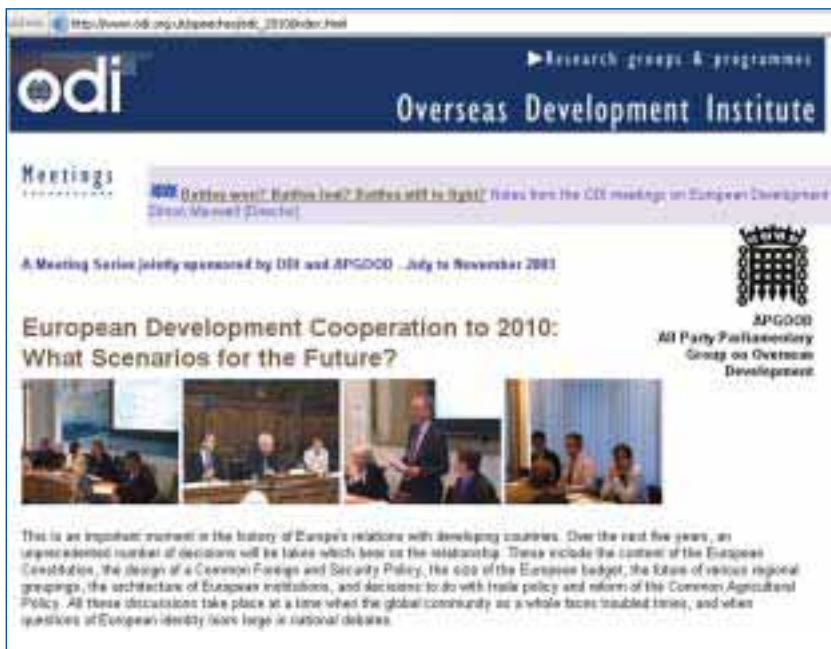 http://www.odi.org.uk/speeches/odi_2010/index.html
odi
Research groups & programmes
Overseas Development Institute
Meetings
Battles won? Battles lost? Battles still to fight? Notes from the ODI meetings on European Development
Simon Maxwell (Director)
A Meeting Series jointly sponsored by ODI and APGOOD . July to November 2003
APGOOD
All Party Parliamentary
Group on Overseas
Development
European Development Cooperation to 2010:
What Scenarios for the Future?
This is an important moment in the history of Europe's relations with developing countries. Over the next five years, an
unprecedented number of decisions will be taken which bear on the relationship. These include the content of the European
Constitution, the design of a Common Foreign and Security Policy, the size of the European budget, the future of various regional
groupings, the architecture of European institutions, and decisions to do with trade policy and reform of the Common Agricultural
Policy. All these discussions take place at a time when the global community as a whole faces troubled times, and when
questions of European identity loom large in national debates.